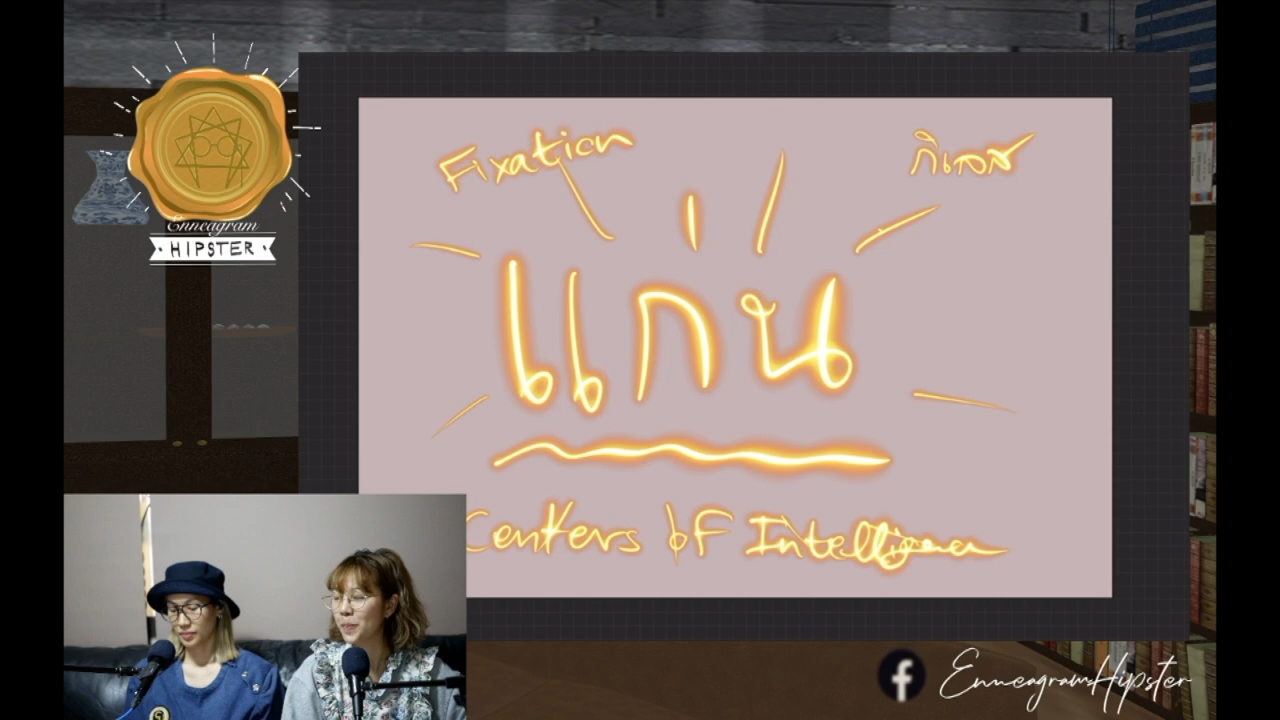 Enneagram
HIPSTER
Fixation
กิเลส
แก่น
Centers of Intelligence
f EnneagramHipster